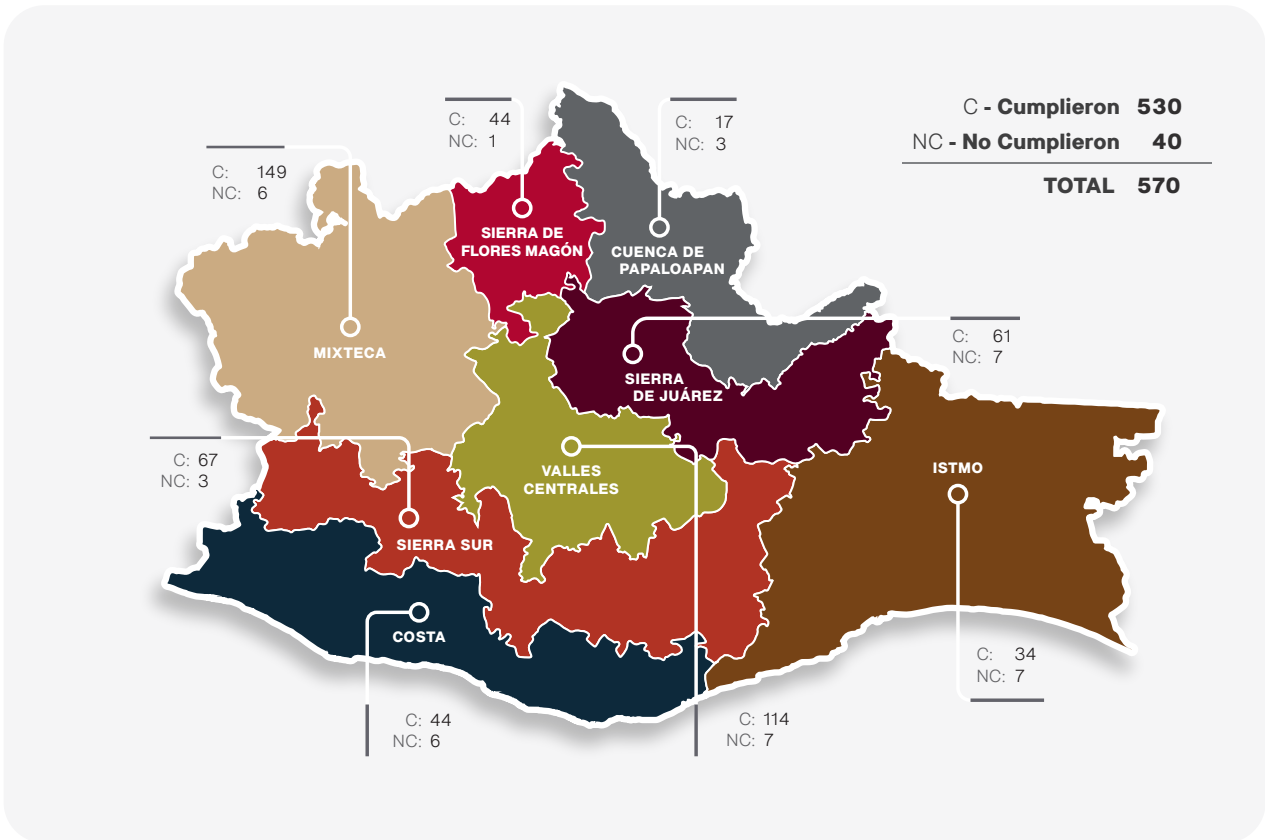 C - Cumplieron 530
NC - No Cumplieron 40
TOTAL 570
C: 44
NC: 1
C: 17
NC: 3
C: 149
NC: 6
SIERRA DE
FLORES MAGÓN
CUENCA DE
PAPALOAPAN
MIXTECA
C: 61
NC: 7
SIERRA
DE JUÁREZ
C: 67
NC: 3
VALLES
CENTRALES
ISTMO
SIERRA SUR
COSTA
C: 34
NC: 7
C: 44
NC: 6
C: 114
NC: 7